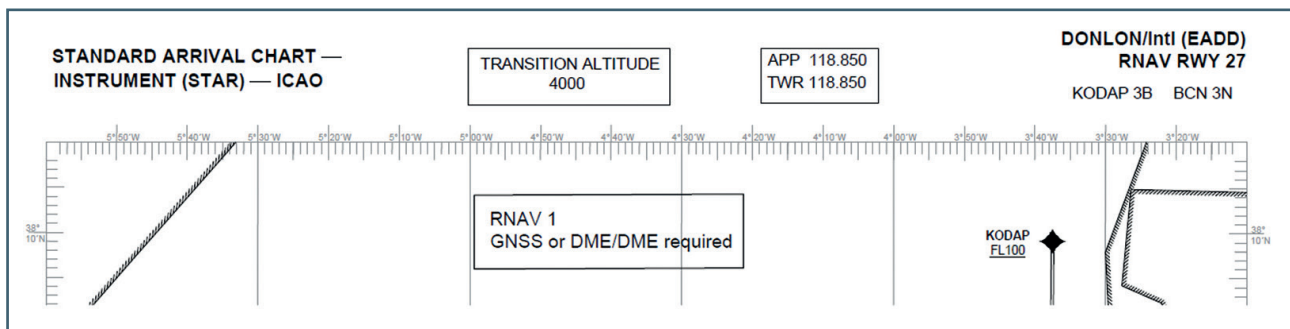 STANDARD ARRIVAL CHART —
INSTRUMENT (STAR) — ICAO
TRANSITION ALTITUDE
4000
APP 118.850
TWR 118.850
DONLON/Intl (EADD)
RNAV RWY 27
KODAP 3B BCN 3N
5°50'W 5°40'W 5°30'W 5°20'W 5°10'W 5°00'W 4°50'W 4°40'W 4°30'W 4°20'W 4°10'W 4°00'W 3°50'W 3°40'W 3°30'W 3°20'W
RNAV 1
GNSS or DME/DME required
38°
10'N
KODAP
FL100
38°
10'N